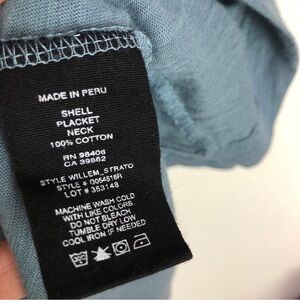 MADE IN PERU
SHELL
PLACKET
NECK
100% COTTON
RN 98406
CA 39862
STYLE WILLEM_STRATO
STYLE # G054516R
LOT # 353148
MACHINE WASH COLD
WITH LIKE COLORS
DO NOT BLEACH
TUMBLE DRY LOW
COOL IRON IF NEEDED